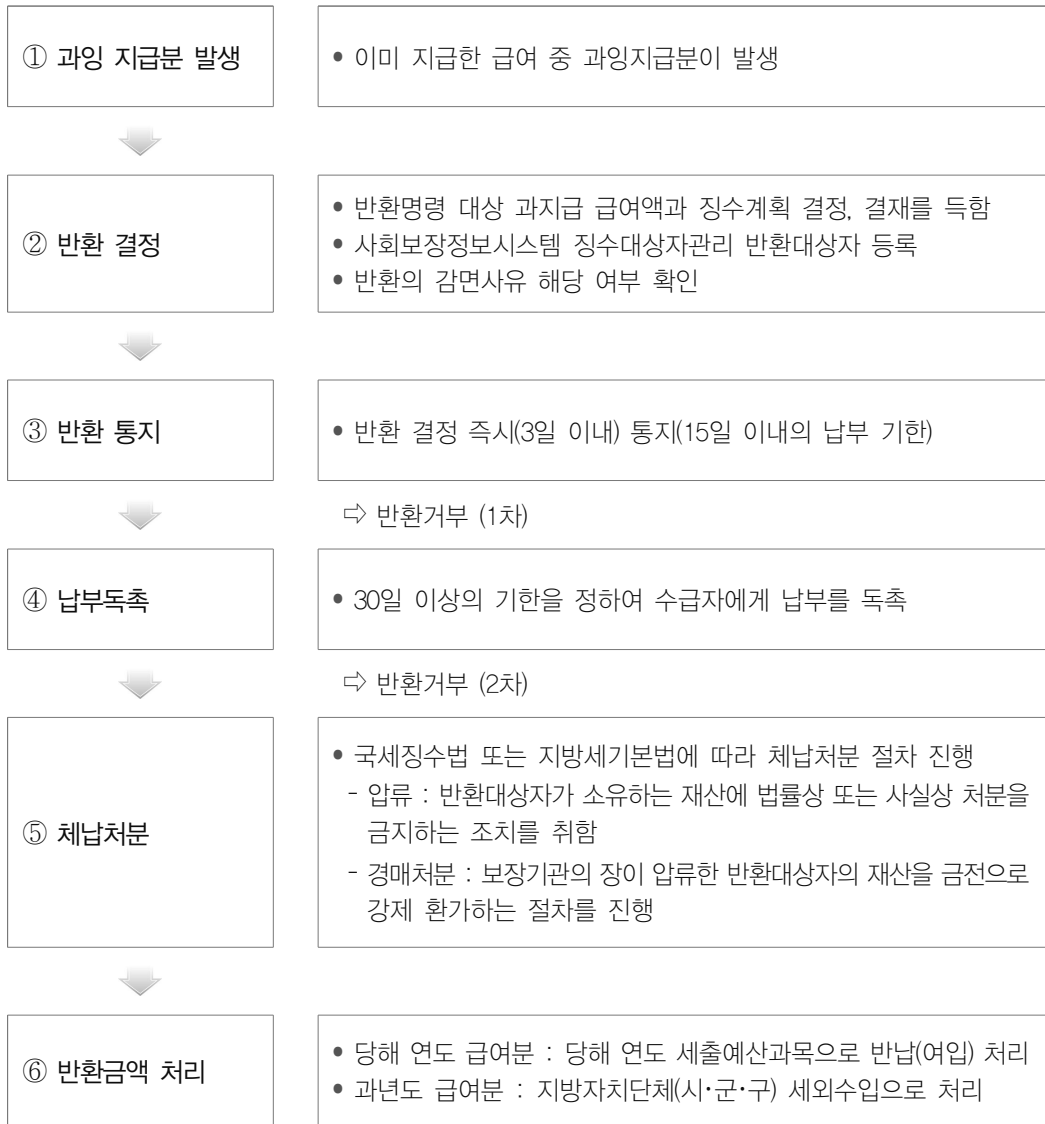 ① 과잉 지급분 발생
• 이미 지급한 급여 중 과잉지급분이 발생
② 반환 결정
• 반환명령 대상 과지급 급여액과 징수계획 결정, 결재를 득함
• 사회보장정보시스템 징수대상자관리 반환대상자 등록
• 반환의 감면사유 해당 여부 확인
③ 반환 통지
• 반환 결정 즉시(3일 이내) 통지(15일 이내의 납부 기한)
⇨ 반환거부 (1차)
④ 납부독촉
• 30일 이상의 기한을 정하여 수급자에게 납부를 독촉
⇨ 반환거부 (2차)
⑤ 체납처분
• 국세징수법 또는 지방세기본법에 따라 체납처분 절차 진행
- 압류 : 반환대상자가 소유하는 재산에 법률상 또는 사실상 처분을
금지하는 조치를 취함
- 경매처분 : 보장기관의 장이 압류한 반환대상자의 재산을 금전으로
강제 환가하는 절차를 진행
⑥ 반환금액 처리
• 당해 연도 급여분 : 당해 연도 세출예산과목으로 반납(여입) 처리
• 과년도 급여분 : 지방자치단체(시･군･구) 세외수입으로 처리